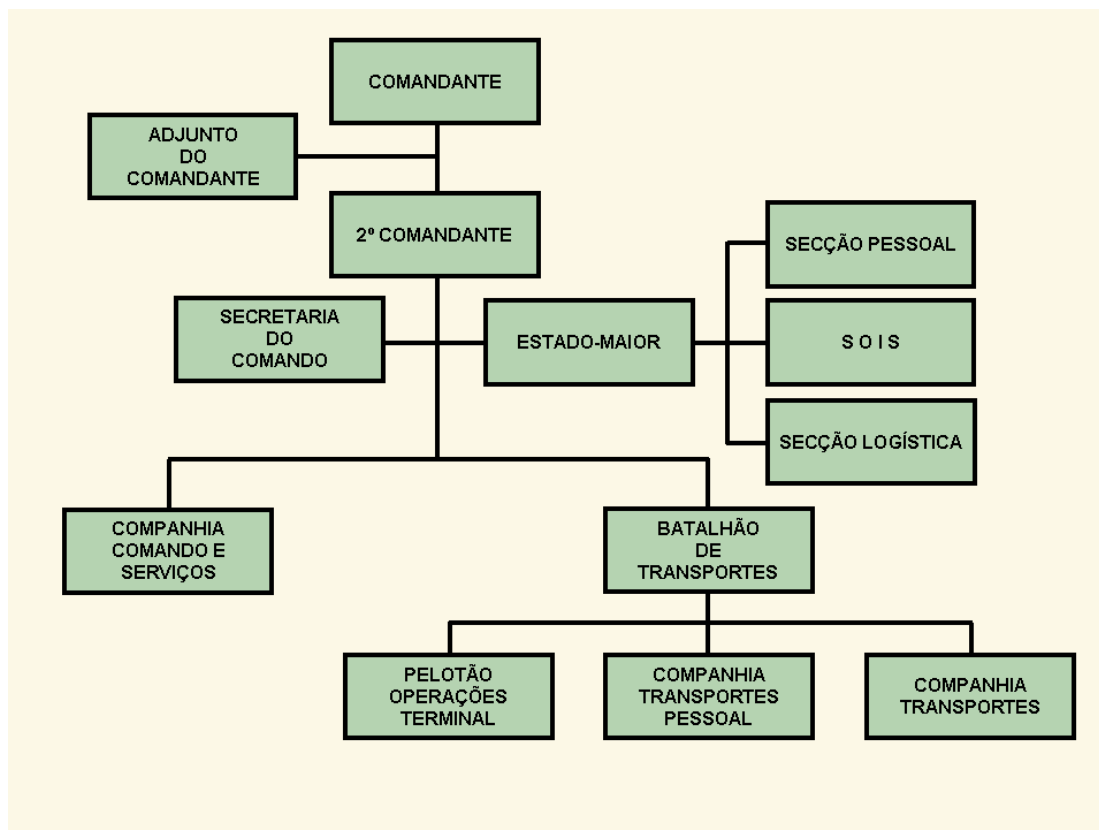 COMANDANTE
ADJUNTO
DO
COMANDANTE
2º COMANDANTE
SECÇÃO PESSOAL
SECRETARIA
DO
COMANDO
ESTADO-MAIOR
S O I S
SECÇÃO LOGÍSTICA
COMPANHIA
COMANDO E
SERVIÇOS
BATALHÃO
DE
TRANSPORTES
PELOTÃO
OPERAÇÕES
TERMINAL
COMPANHIA
TRANSPORTES
PESSOAL
COMPANHIA
TRANSPORTES